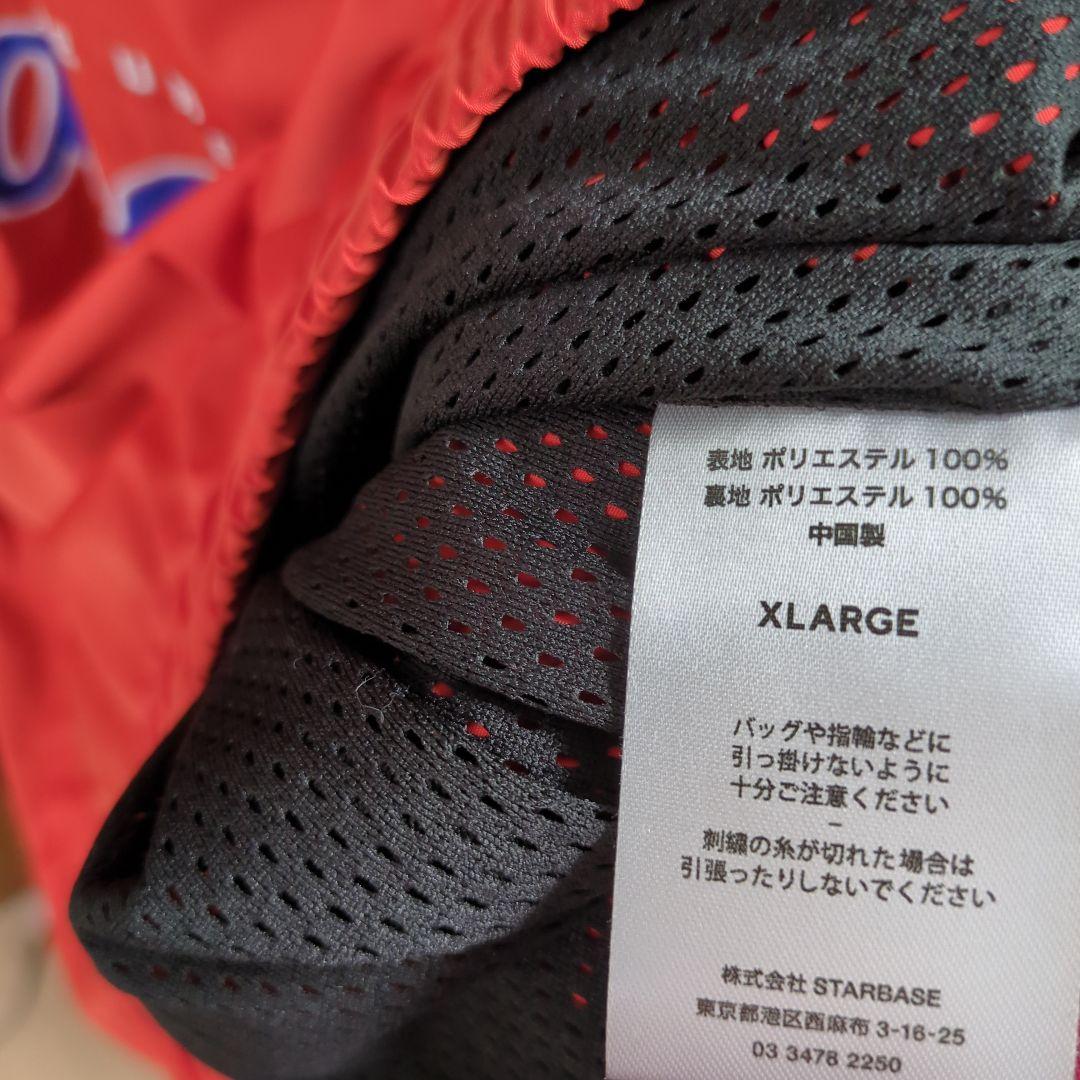 表地 ポリエステル 100%
裏地 ポリエステル 100%
中国製
XLARGE
バッグや指輪などに
引っ掛けないように
十分ご注意ください
–
刺繍の糸が切れた場合は
引張ったりしないでください
株式会社 STARBASE
東京都港区西麻布 3-16-25
03 3478 2250